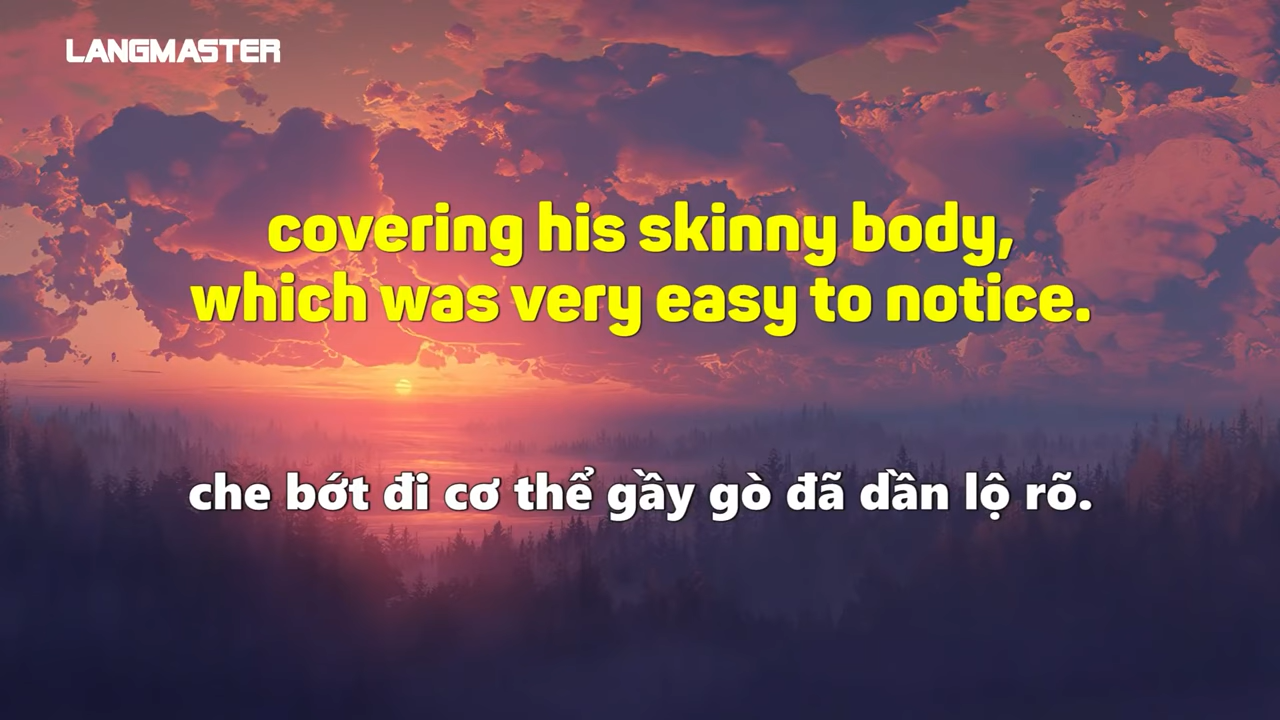 LANGMASTER
covering his skinny body,
which was very easy to notice.
che bớt đi cơ thể gầy gò đã dần lộ rõ.